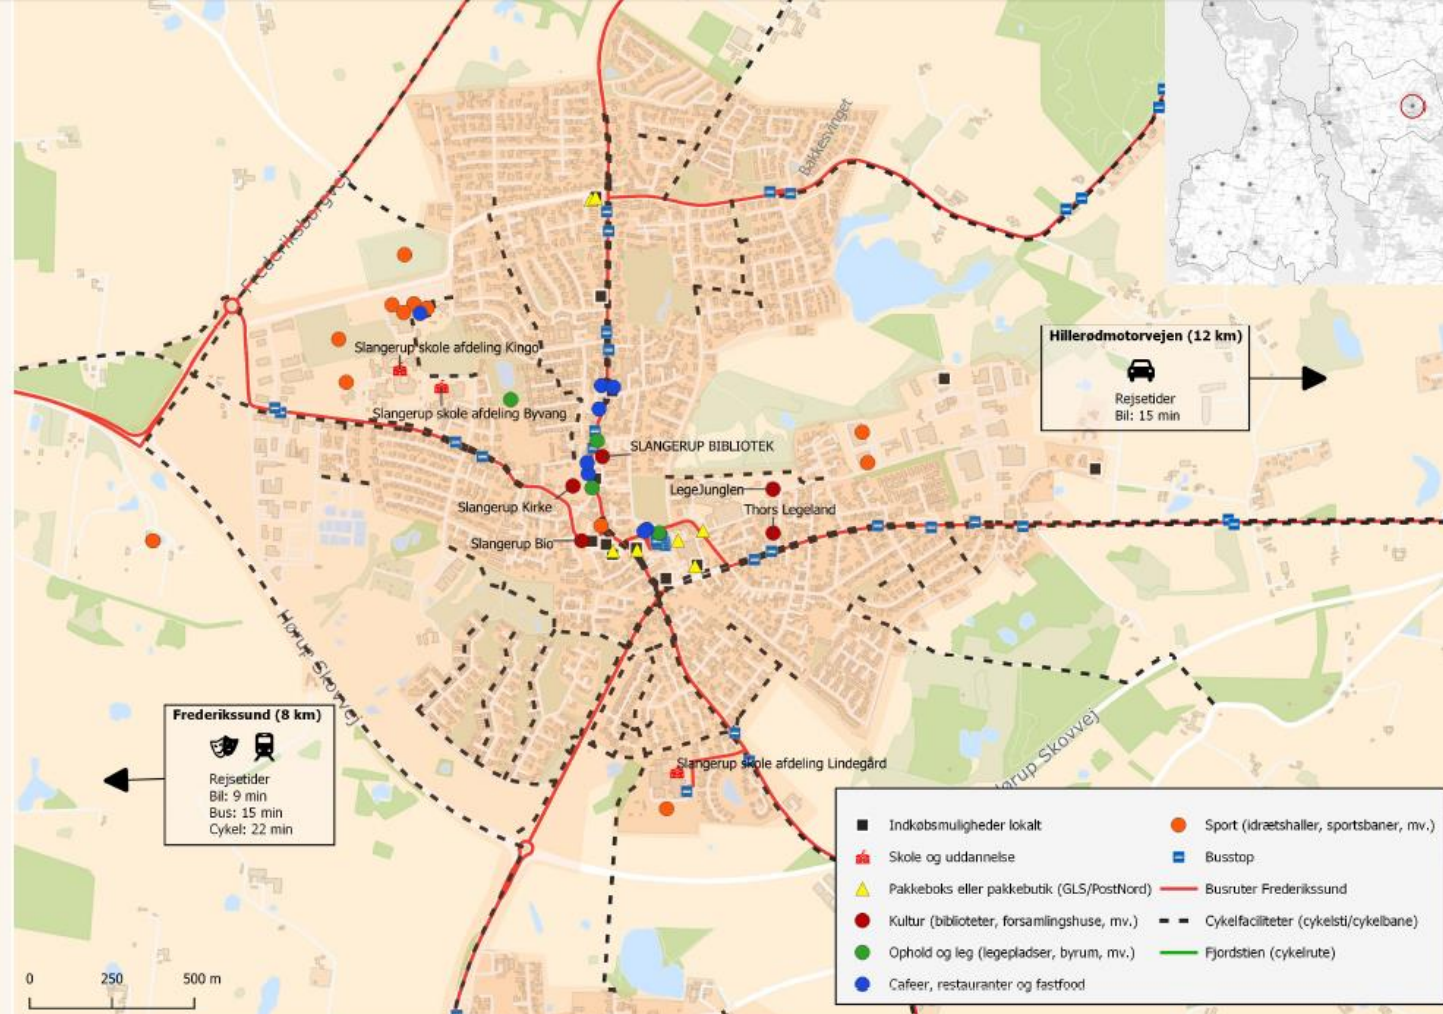 Bakkesvinget
Frederiksborgvej
Slangerup skole afdeling Kingo
Slangerup skole afdeling Byvang
SLANGERUP BIBLIOTEK
LegeJunglen
Thors Legeland
Slangerup Kirke
Slangerup Bio
Hillerødmotorvejen (12 km)
Rejsetider
Bil: 15 min
Hørup Skovvej
Frederikssund (8 km)
Rejsetider
Bil: 9 min
Bus: 15 min
Cykel: 22 min
Slangerup skole afdeling Lindegård
ørup Skovvej
Indkøbsmuligheder lokalt
Skole og uddannelse
Pakkeboks eller pakkebutik (GLS/PostNord)
Kultur (biblioteter, forsamlingshuse, mv.)
Ophold og leg (legepladser, byrum, mv.)
Cafeer, restauranter og fastfood
Sport (idrætshaller, sportsbaner, mv.)
Busstop
Busruter Frederikssund
Cykelfaciliteter (cykelsti/cykelbane)
Fjordstien (cykelrute)
0 250 500 m